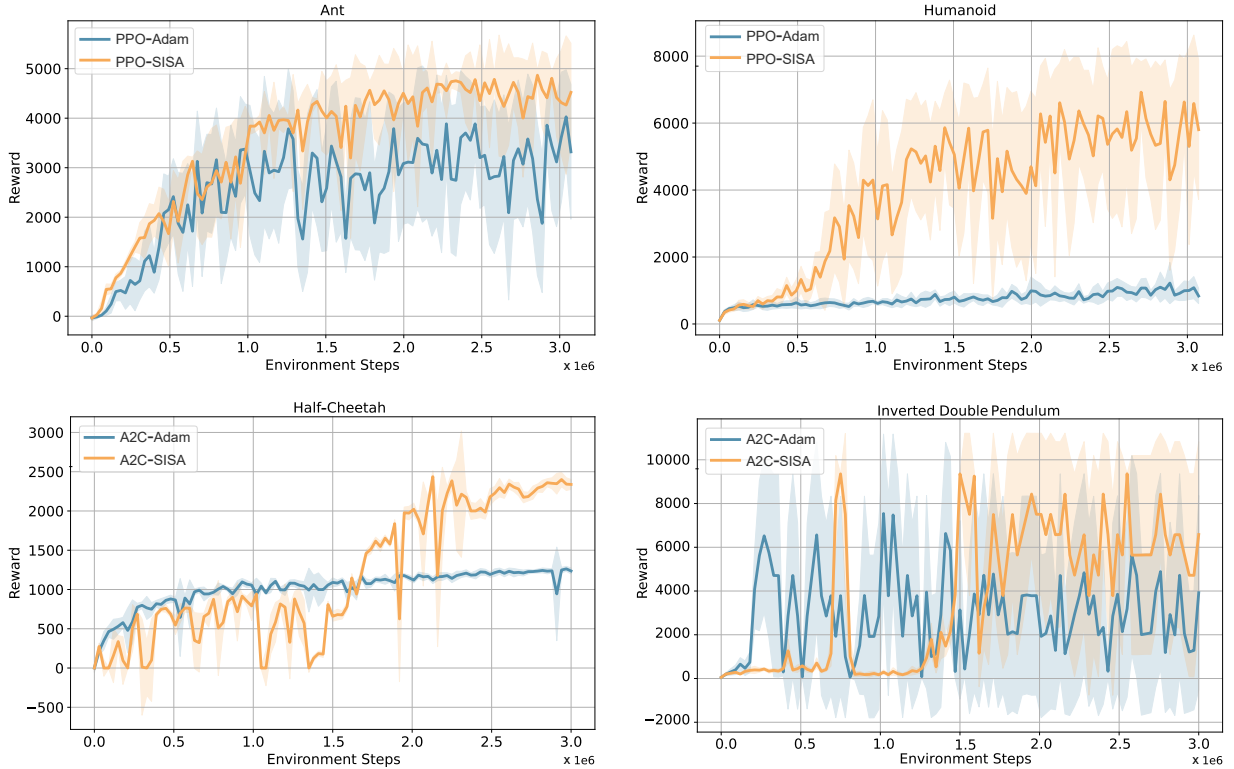 Ant
PPO-Adam
PPO-SISA
5000
4000
3000
2000
1000
0
Reward
0.0 0.5 1.0 1.5 2.0 2.5 3.0
Environment Steps
x 1e6
Humanoid
PPO-Adam
PPO-SISA
8000
6000
4000
2000
0
Reward
0.0 0.5 1.0 1.5 2.0 2.5 3.0
Environment Steps
x 1e6
Half-Cheetah
A2C-Adam
A2C-SISA
3000
2500
2000
1500
1000
500
0
−500
Reward
0.0 0.5 1.0 1.5 2.0 2.5 3.0
Environment Steps
x 1e6
Inverted Double Pendulum
A2C-Adam
A2C-SISA
10000
8000
6000
4000
2000
0
−2000
Reward
0.0 0.5 1.0 1.5 2.0 2.5 3.0
Environment Steps
x 1e6